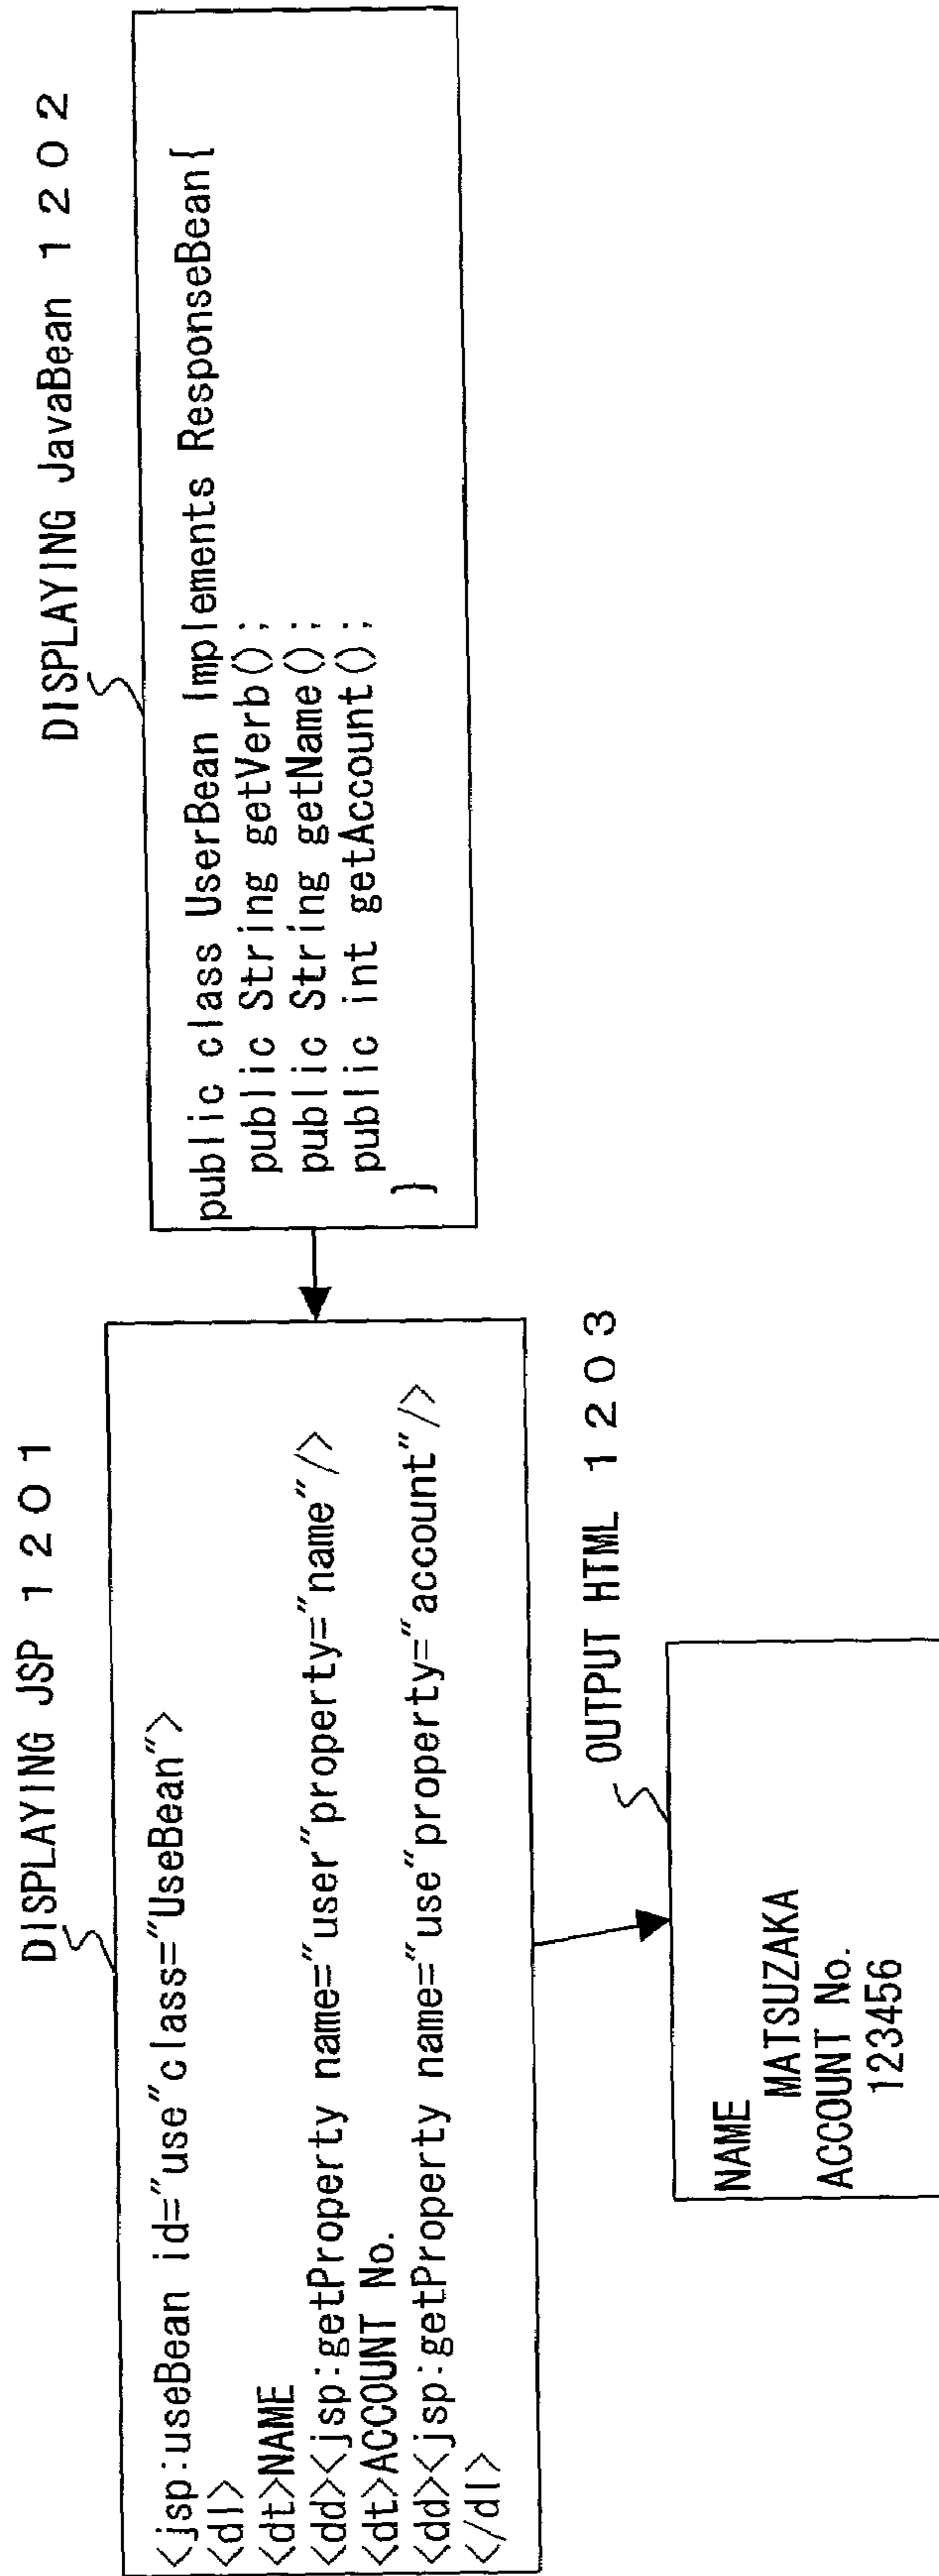 DISPLAYING JSP 1201
<jsp:useBean id="use"class="UseBean">
<dl>
<dt>NAME
<dd><jsp:getProperty name="user"property="name"/>
<dt>ACCOUNT No.
<dd><jsp:getProperty name="use"property="account"/>
</dl>
DISPLAYING JavaBean 1202
public class UserBean Implements ResponseBean{
public String getVerb();
public String getName();
public int getAccount();
}
OUTPUT HTML 1203
NAME
MATSUZAKA
ACCOUNT No.
123456